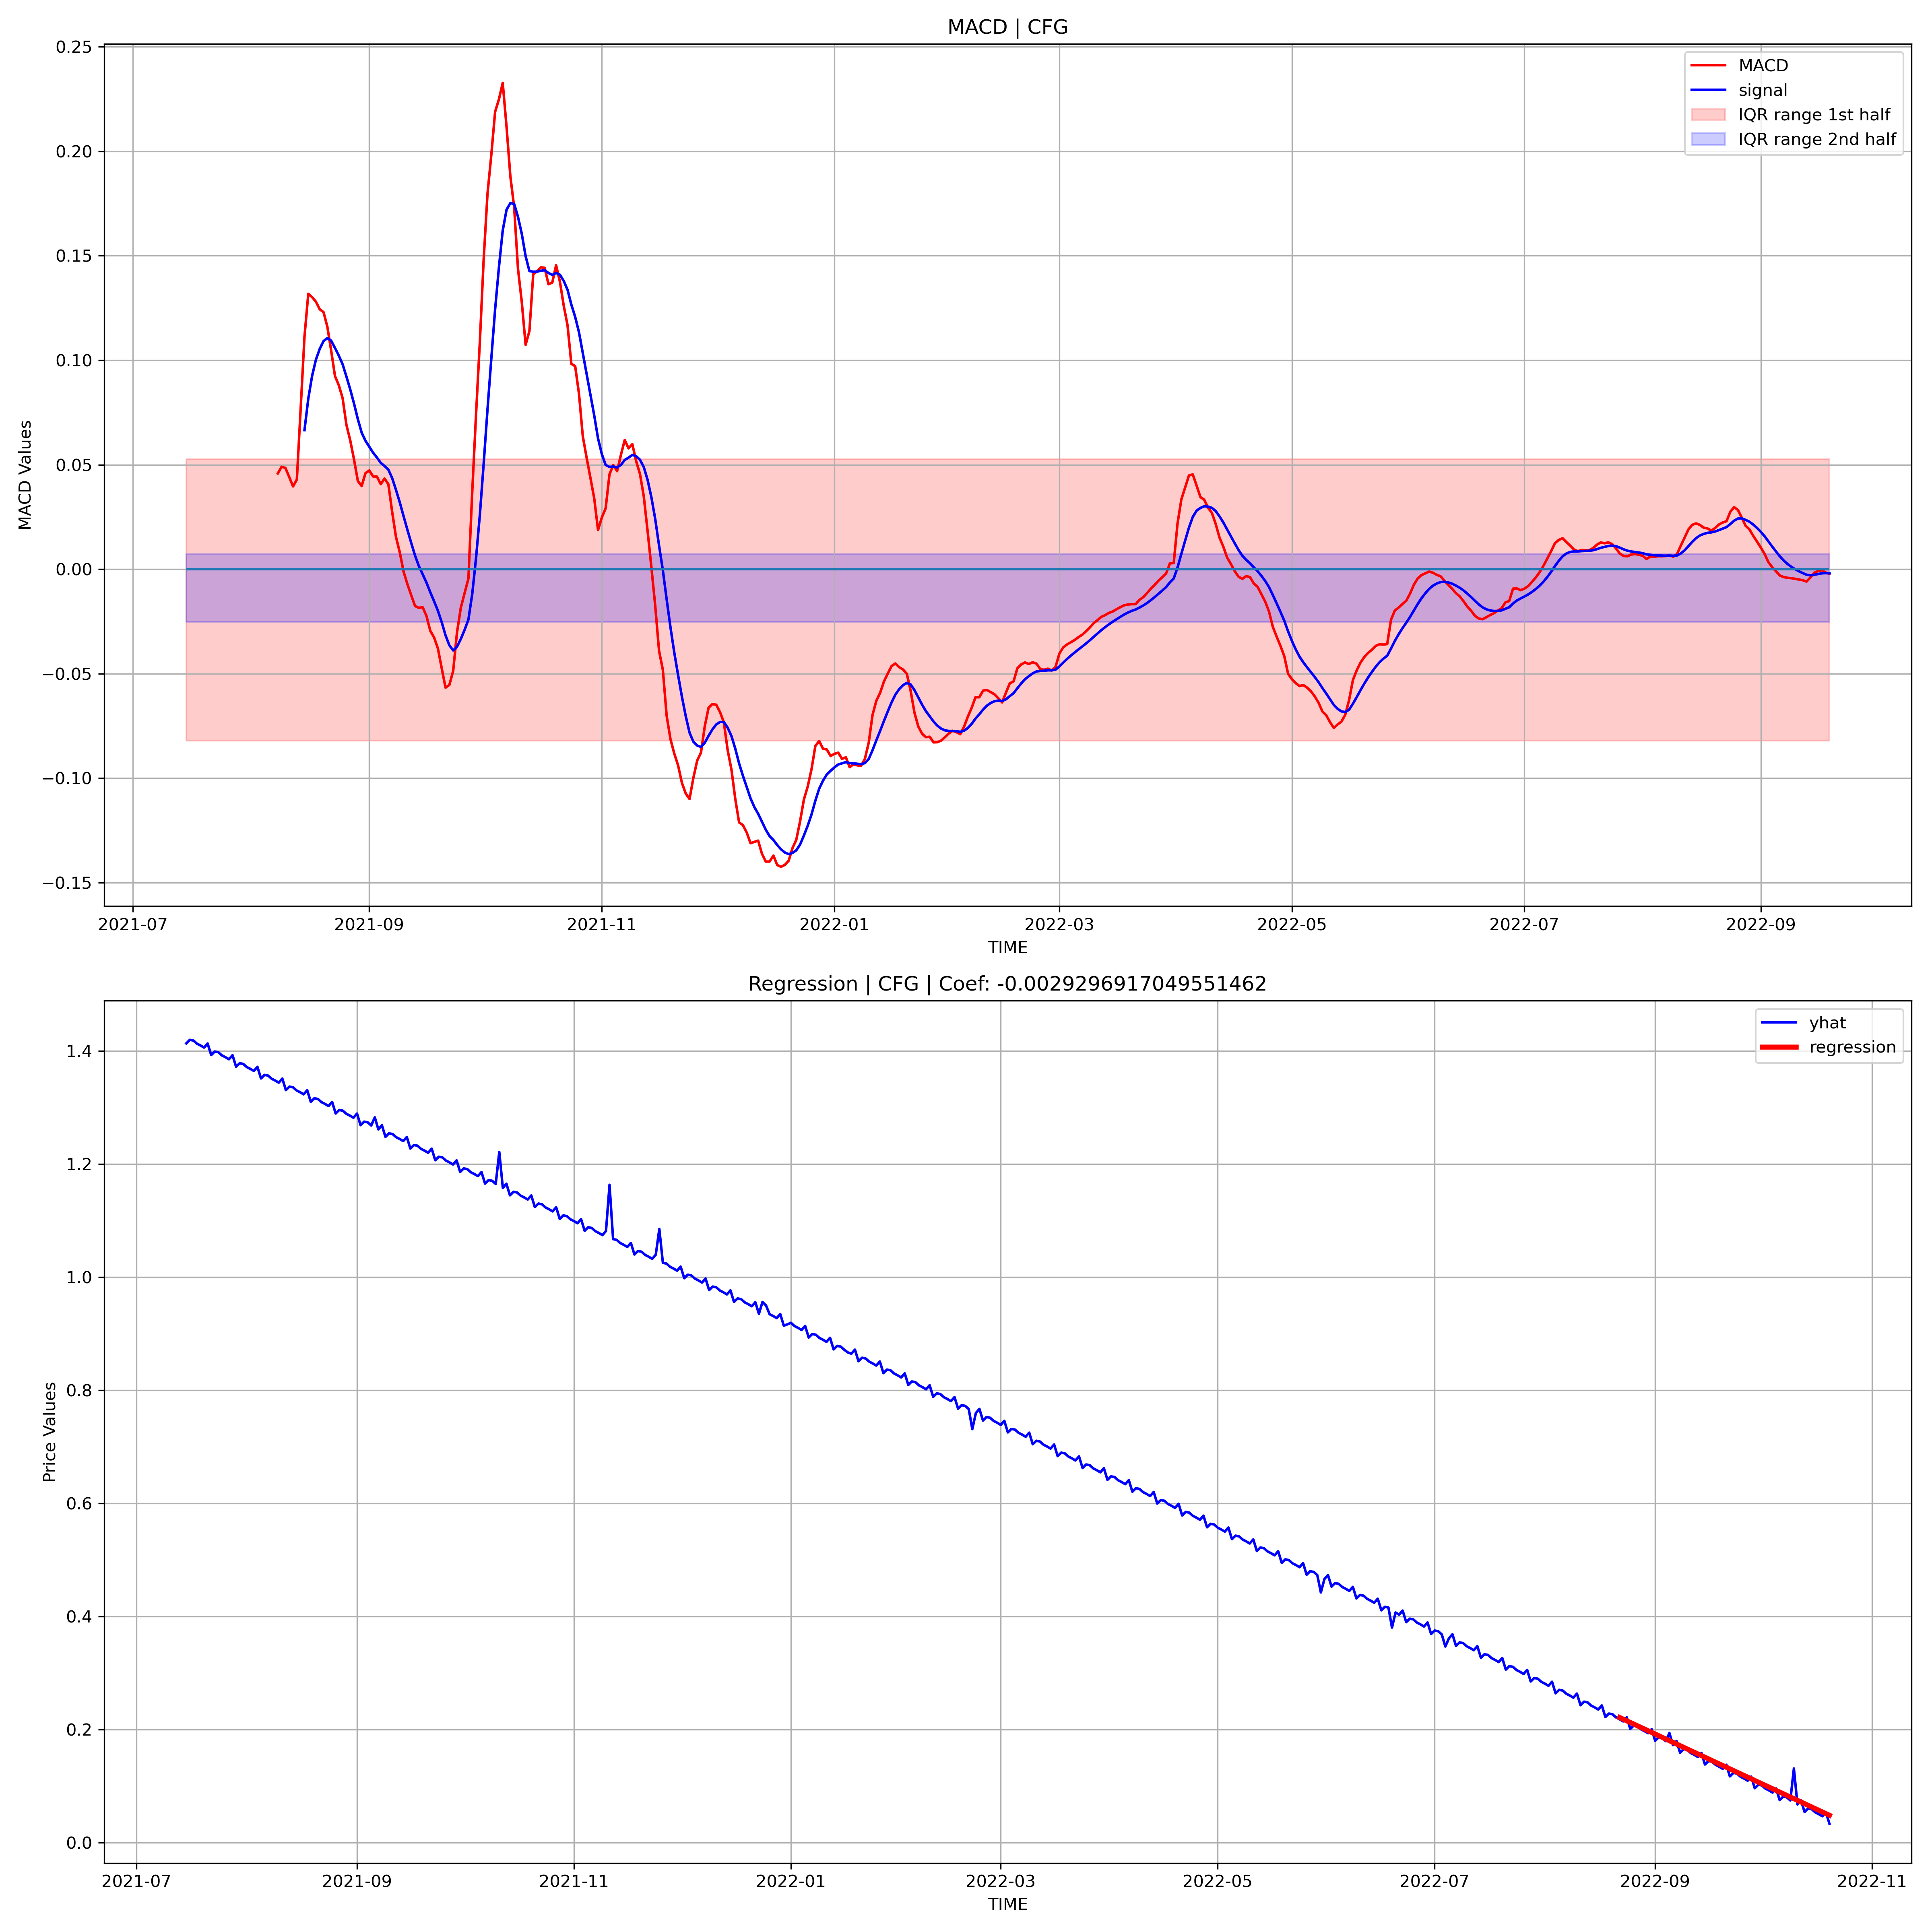 MACD | CFG
0.25
0.20
0.15
0.10
0.05
0.00
−0.05
−0.10
−0.15
MACD Values
MACD
signal
IQR range 1st half
IQR range 2nd half
2021-07
2021-09
2021-11
2022-01
2022-03
2022-05
2022-07
2022-09
TIME
Regression | CFG | Coef: -0.0029296917049551462
1.4
1.2
1.0
0.8
0.6
0.4
0.2
0.0
Price Values
yhat
regression
2021-07
2021-09
2021-11
2022-01
2022-03
2022-05
2022-07
2022-09
2022-11
TIME